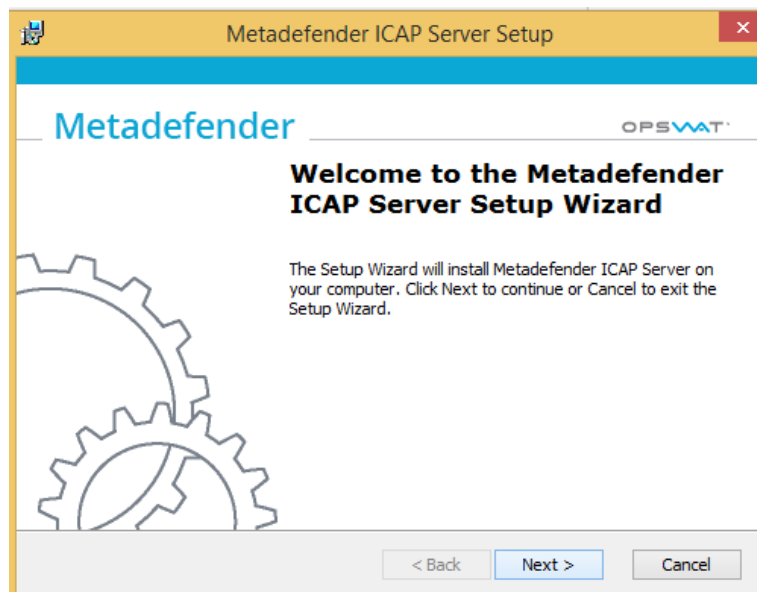 Metadefender ICAP Server Setup
Metadefender
OPSWAT
Welcome to the Metadefender
ICAP Server Setup Wizard
The Setup Wizard will install Metadefender ICAP Server on
your computer. Click Next to continue or Cancel to exit the
Setup Wizard.
< Back Next > Cancel